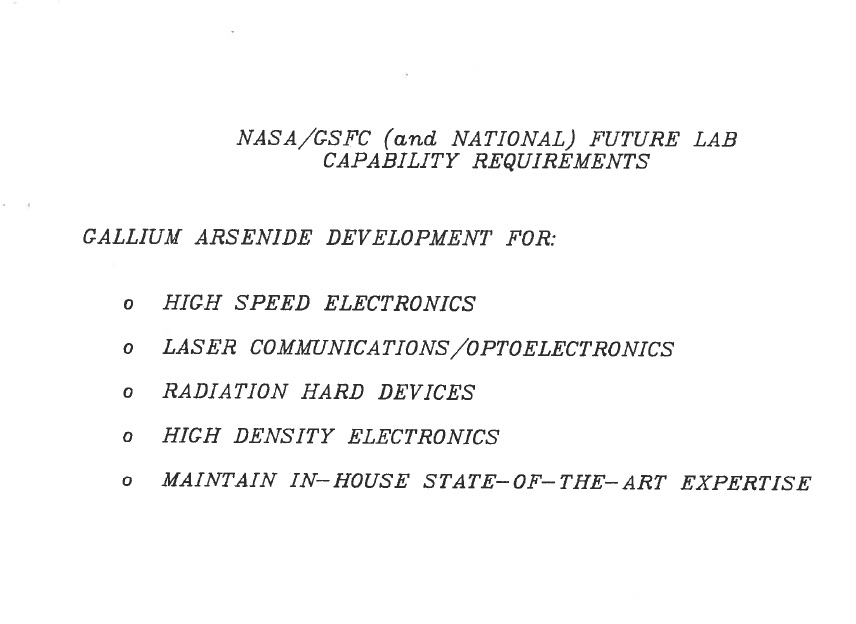 NASA/GSFC (and NATIONAL) FUTURE LAB
CAPABILITY REQUIREMENTS
GALLIUM ARSENIDE DEVELOPMENT FOR:
o HIGH SPEED ELECTRONICS
o LASER COMMUNICATIONS/OPTOELECTRONICS
o RADIATION HARD DEVICES
o HIGH DENSITY ELECTRONICS
o MAINTAIN IN-HOUSE STATE-OF-THE-ART EXPERTISE